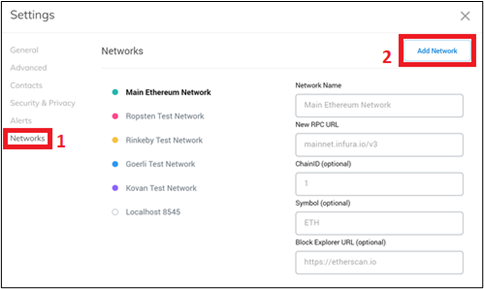 Settings
General
Advanced
Contacts
Security & Privacy
Alerts
Networks
1
Networks
2
Add Network
Main Ethereum Network
Ropsten Test Network
Rinkeby Test Network
Goerli Test Network
Kovan Test Network
Localhost 8545
Network Name
Main Ethereum Network
New RPC URL
mainnet.infura.io/v3
ChainID (optional)
1
Symbol (optional)
ETH
Block Explorer URL (optional)
https://etherscan.io